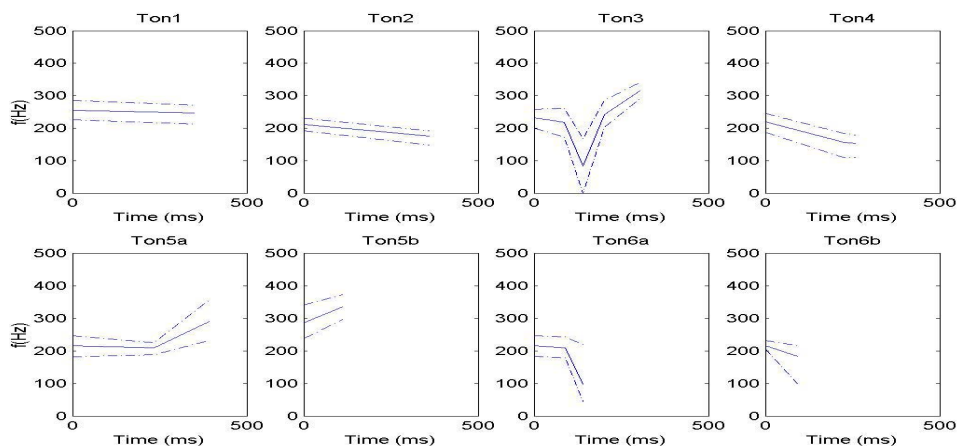 Ton1 Ton2 Ton3 Ton4
500 500 500 500
400 400 400 400
300 300 300 300
200 200 200 200
100 100 100 100
0 0 0 0
f(Hz)
0 500 0 500 0 500 0 500
Time (ms) Time (ms) Time (ms) Time (ms)
Ton5a Ton5b Ton6a Ton6b
500 500 500 500
400 400 400 400
300 300 300 300
200 200 200 200
100 100 100 100
0 0 0 0
f(Hz)
0 500 0 500 0 500 0 500
Time (ms) Time (ms) Time (ms) Time (ms)